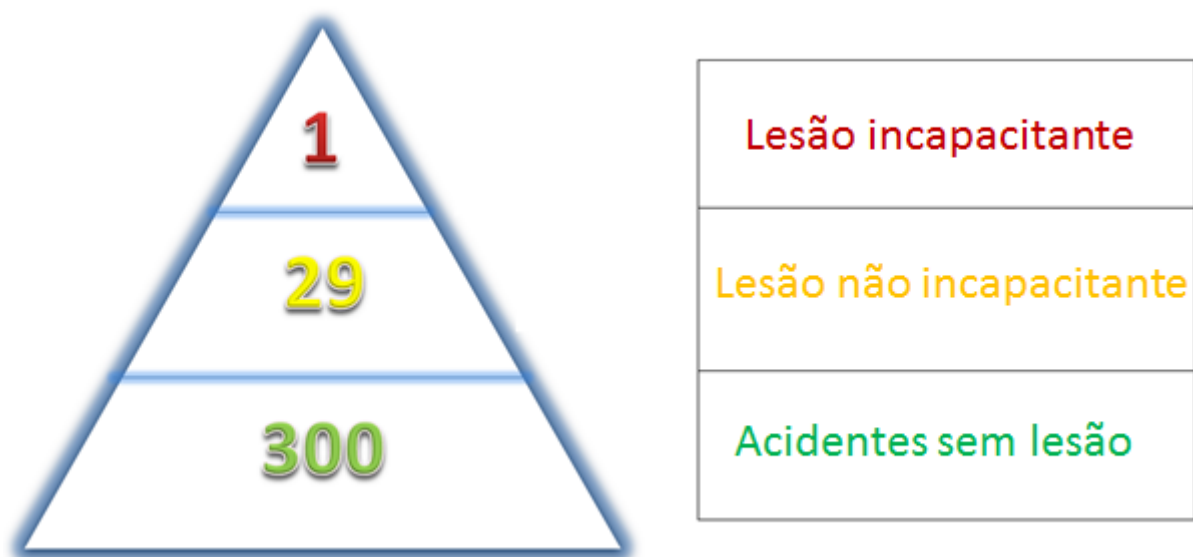 1
Lesão incapacitante
29
Lesão não incapacitante
300
Acidentes sem lesão